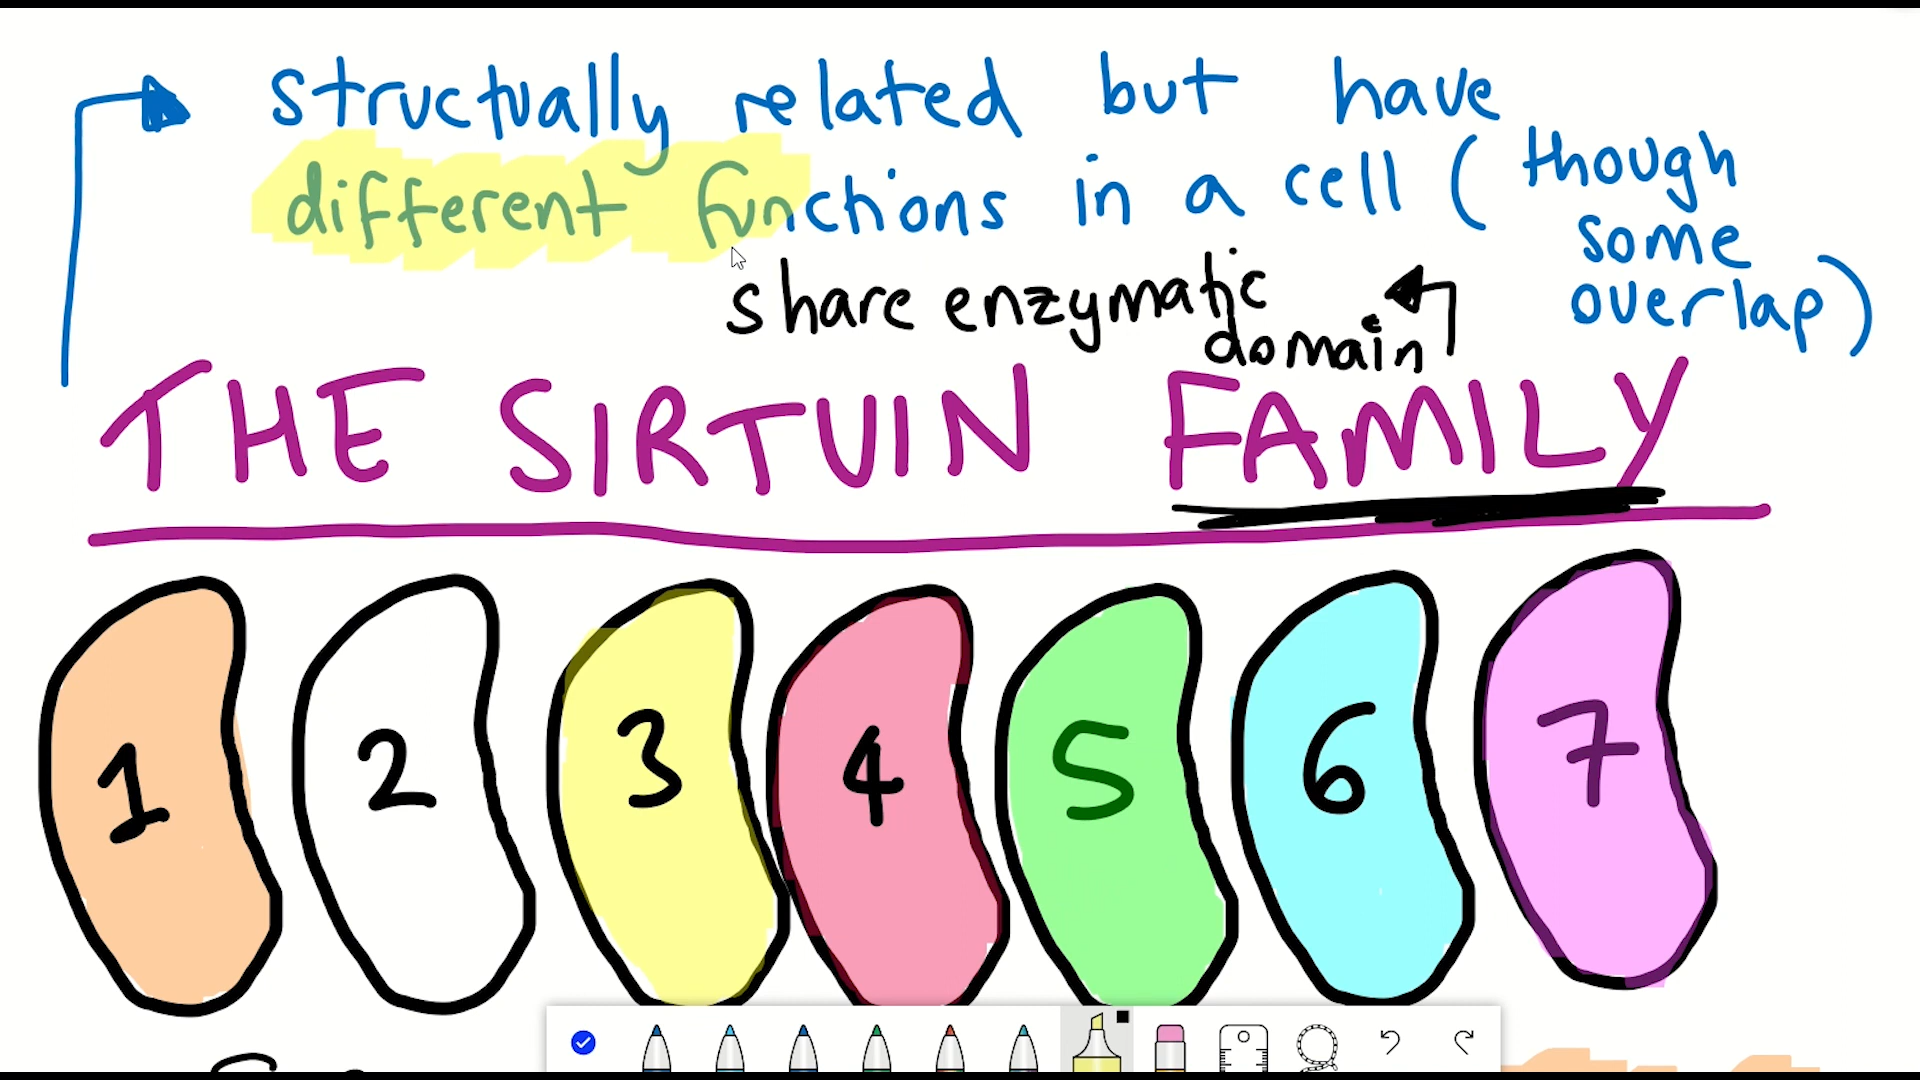 structually related but have
different functions in a cell (though
some
overlap)
share enzymatic
domain
THE SIRTUIN FAMILY
1 2 3 4 5 6 7